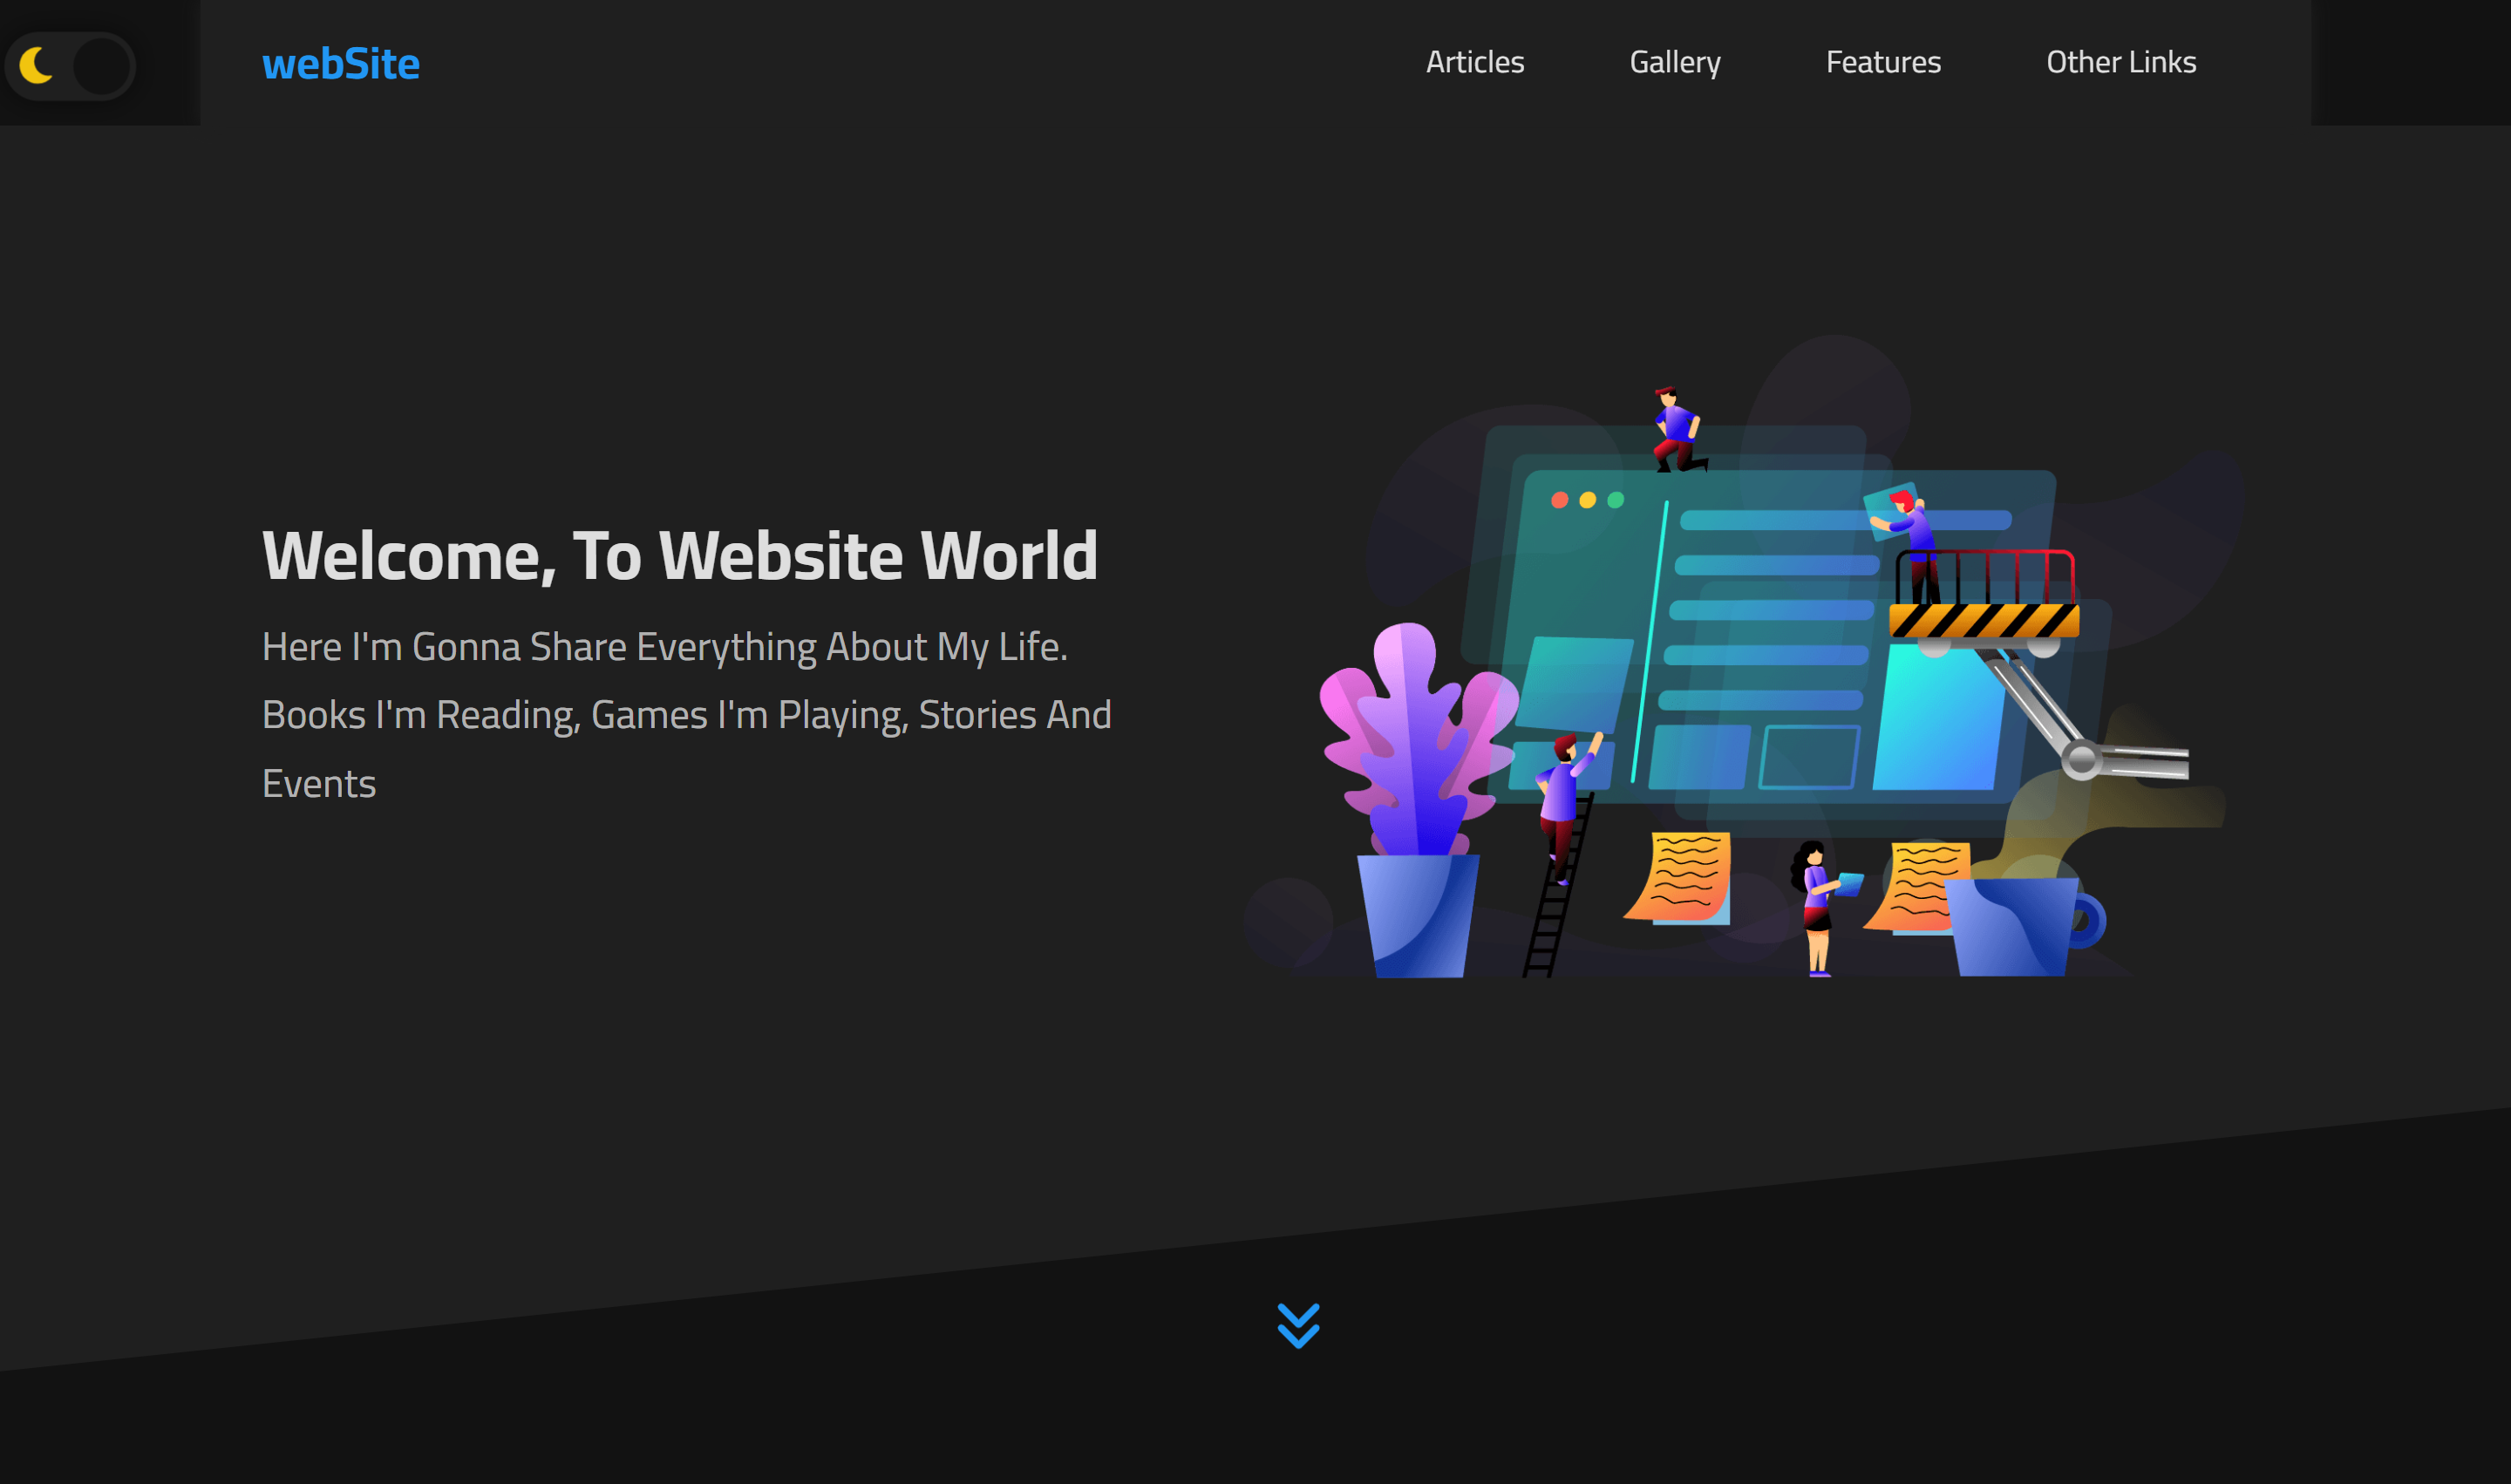 webSite
Articles
Gallery
Features
Other Links
Welcome, To Website World
Here I'm Gonna Share Everything About My Life.
Books I'm Reading, Games I'm Playing, Stories And
Events